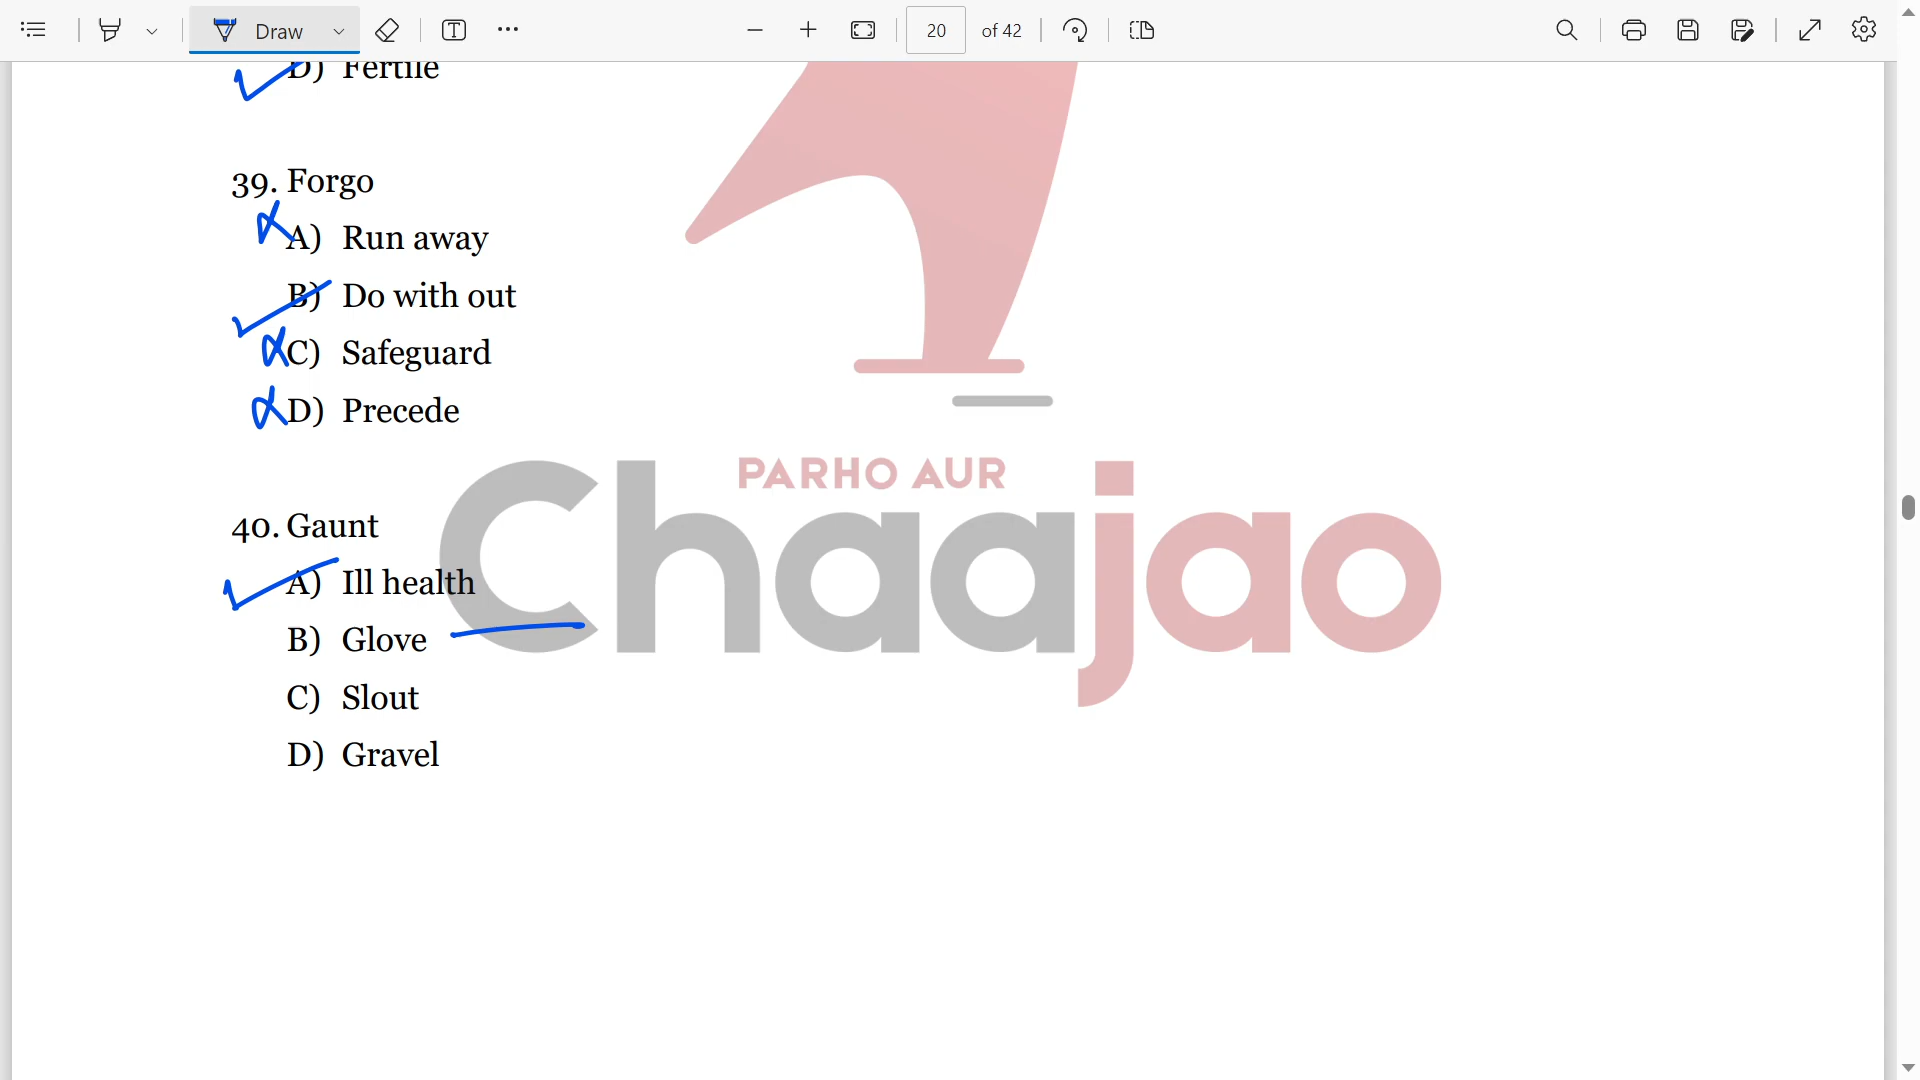 Draw
20 of 42
D) Fertile
39. Forgo
A) Run away
B) Do with out
C) Safeguard
D) Precede
PARHO AUR
Chaajao
40. Gaunt
A) Ill health
B) Glove
C) Slout
D) Gravel